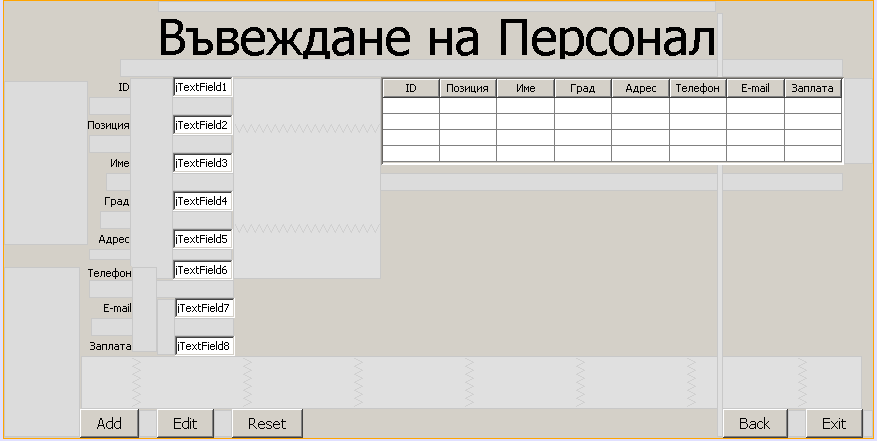 Въвеждане на Персонал
ID jTextField1
Позиция jTextField2
Име jTextField3
Град jTextField4
Адрес jTextField5
Телефон jTextField6
E-mail jTextField7
Заплата jTextField8
ID Позиция Име Град Адрес Телефон E-mail Заплата
Add Edit Reset Back Exit